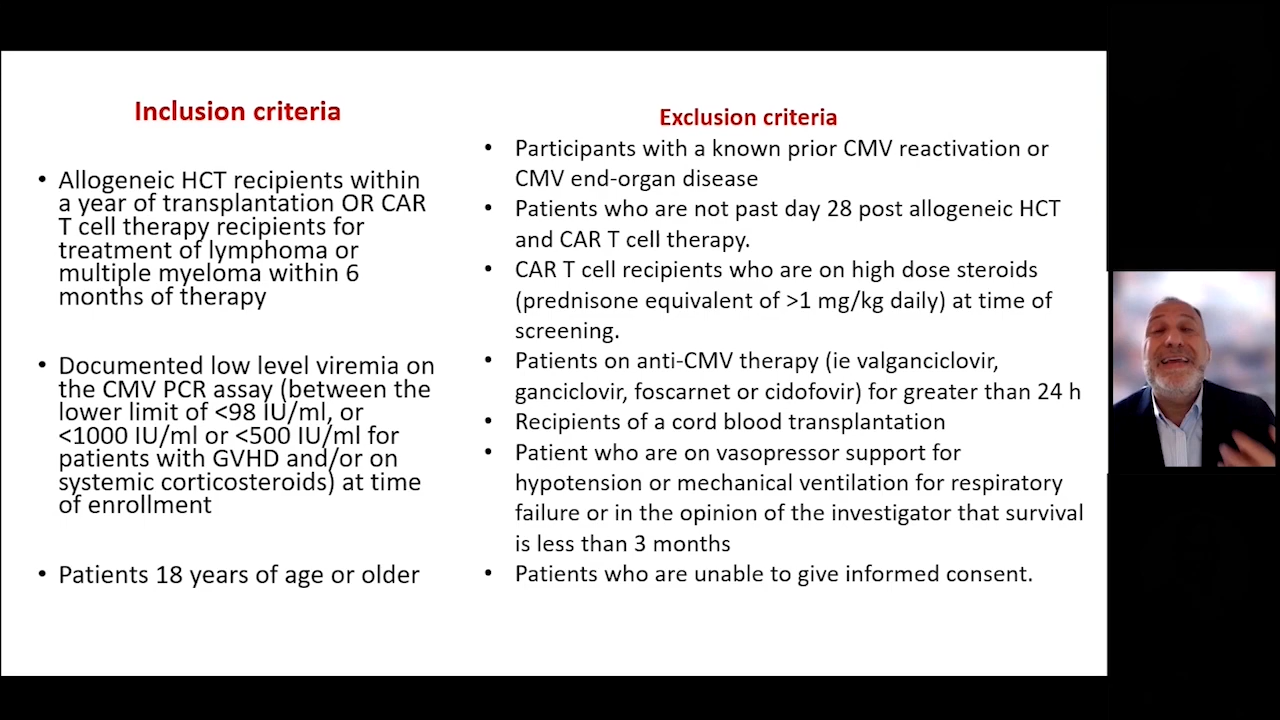 Inclusion criteria
• Allogeneic HCT recipients within
a year of transplantation OR CAR
T cell therapy recipients for
treatment of lymphoma or
multiple myeloma within 6
months of therapy
• Documented low level viremia on
the CMV PCR assay (between the
lower limit of <98 IU/ml, or
<1000 IU/ml or <500 IU/ml for
patients with GVHD and/or on
systemic corticosteroids) at time
of enrollment
• Patients 18 years of age or older
Exclusion criteria
• Participants with a known prior CMV reactivation or
CMV end-organ disease
• Patients who are not past day 28 post allogeneic HCT
and CAR T cell therapy.
• CAR T cell recipients who are on high dose steroids
(prednisone equivalent of >1 mg/kg daily) at time of
screening.
• Patients on anti-CMV therapy (ie valganciclovir,
ganciclovir, foscarnet or cidofovir) for greater than 24 h
• Recipients of a cord blood transplantation
• Patient who are on vasopressor support for
hypotension or mechanical ventilation for respiratory
failure or in the opinion of the investigator that survival
is less than 3 months
• Patients who are unable to give informed consent.